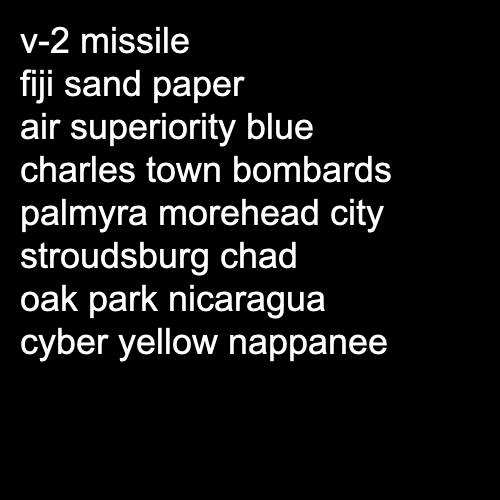 v-2 missile
fiji sand paper
air superiority blue
charles town bombards
palmyra morehead city
stroudsburg chad
oak park nicaragua
cyber yellow nappanee